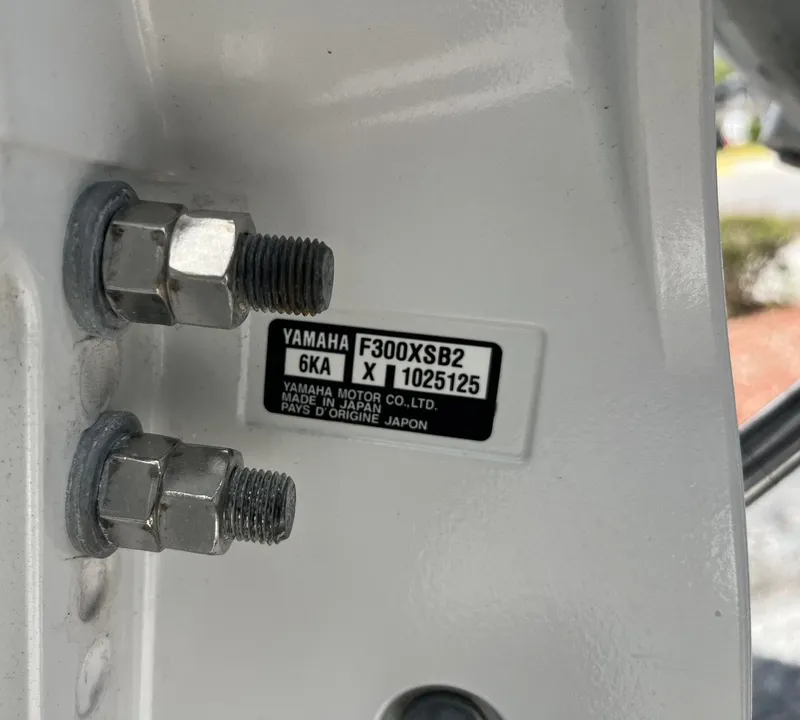 YAMAHA F300XSB2
6KA X 1025125
YAMAHA MOTOR CO.,LTD.
MADE IN JAPAN
PAYS D'ORIGINE JAPON